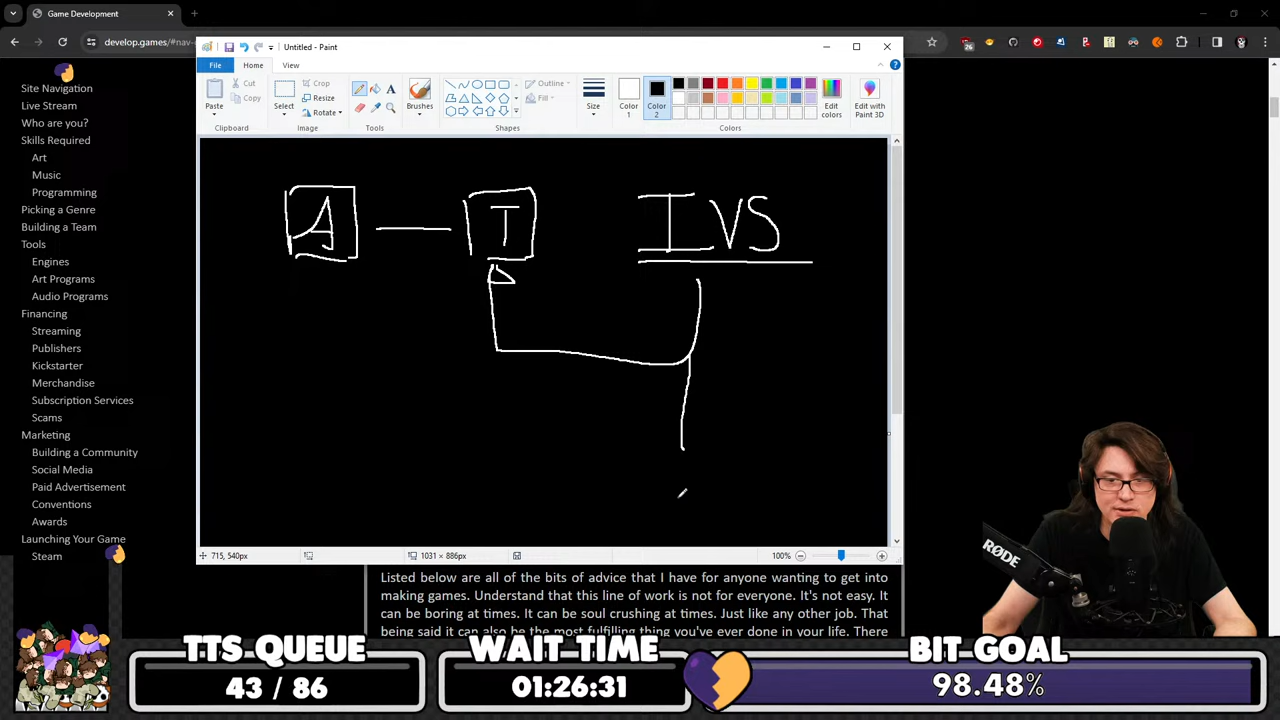 Game Development
develop.games/#nav-
Untitled - Paint
File
Home
View
Paste
Cut
Copy
Clipboard
Select
Crop
Resize
Rotate
Image
Tools
Brushes
Outline
Fill
Shapes
Size
Color 1
Color 2
Edit colors
Edit with Paint 3D
Colors
A
T
IVS
715, 540px
1031 × 886px
100%
Site Navigation
Live Stream
Who are you?
Skills Required
Art
Music
Programming
Picking a Genre
Building a Team
Tools
Engines
Art Programs
Audio Programs
Financing
Streaming
Publishers
Kickstarter
Merchandise
Subscription Services
Scams
Marketing
Building a Community
Social Media
Paid Advertisement
Conventions
Awards
Launching Your Game
Steam
Listed below are all of the bits of advice that I have for anyone wanting to get into
making games. Understand that this line of work is not for everyone. It's not easy. It
can be boring at times. It can be soul crushing at times. Just like any other job. That
being said it can also be the most fulfilling thing you've ever done in your life. There
RØDE
TTS QUEUE
43 / 86
WAIT TIME
01:26:31
BIT GOAL
98.48%